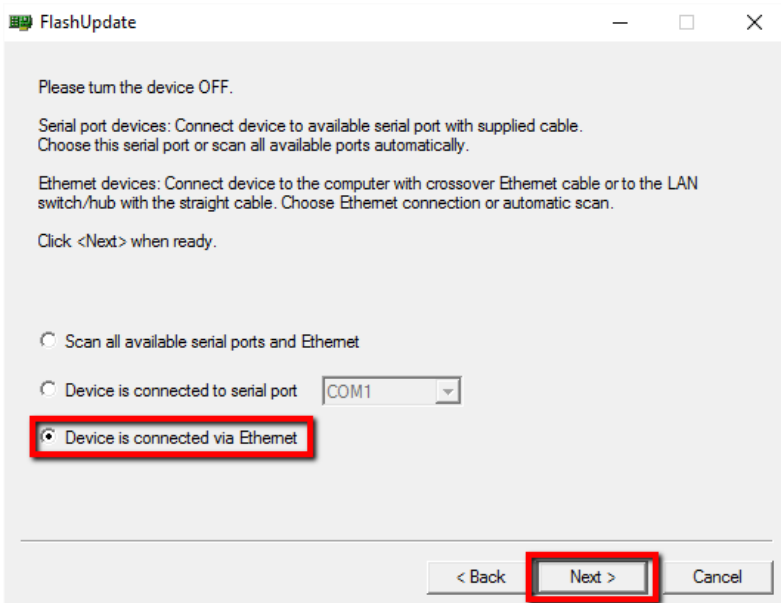 FlashUpdate
Please turn the device OFF.
Serial port devices: Connect device to available serial port with supplied cable.
Choose this serial port or scan all available ports automatically.
Ethernet devices: Connect device to the computer with crossover Ethernet cable or to the LAN
switch/hub with the straight cable. Choose Ethernet connection or automatic scan.
Click <Next> when ready.
Scan all available serial ports and Ethernet
Device is connected to serial port COM1
Device is connected via Ethernet
< Back Next > Cancel